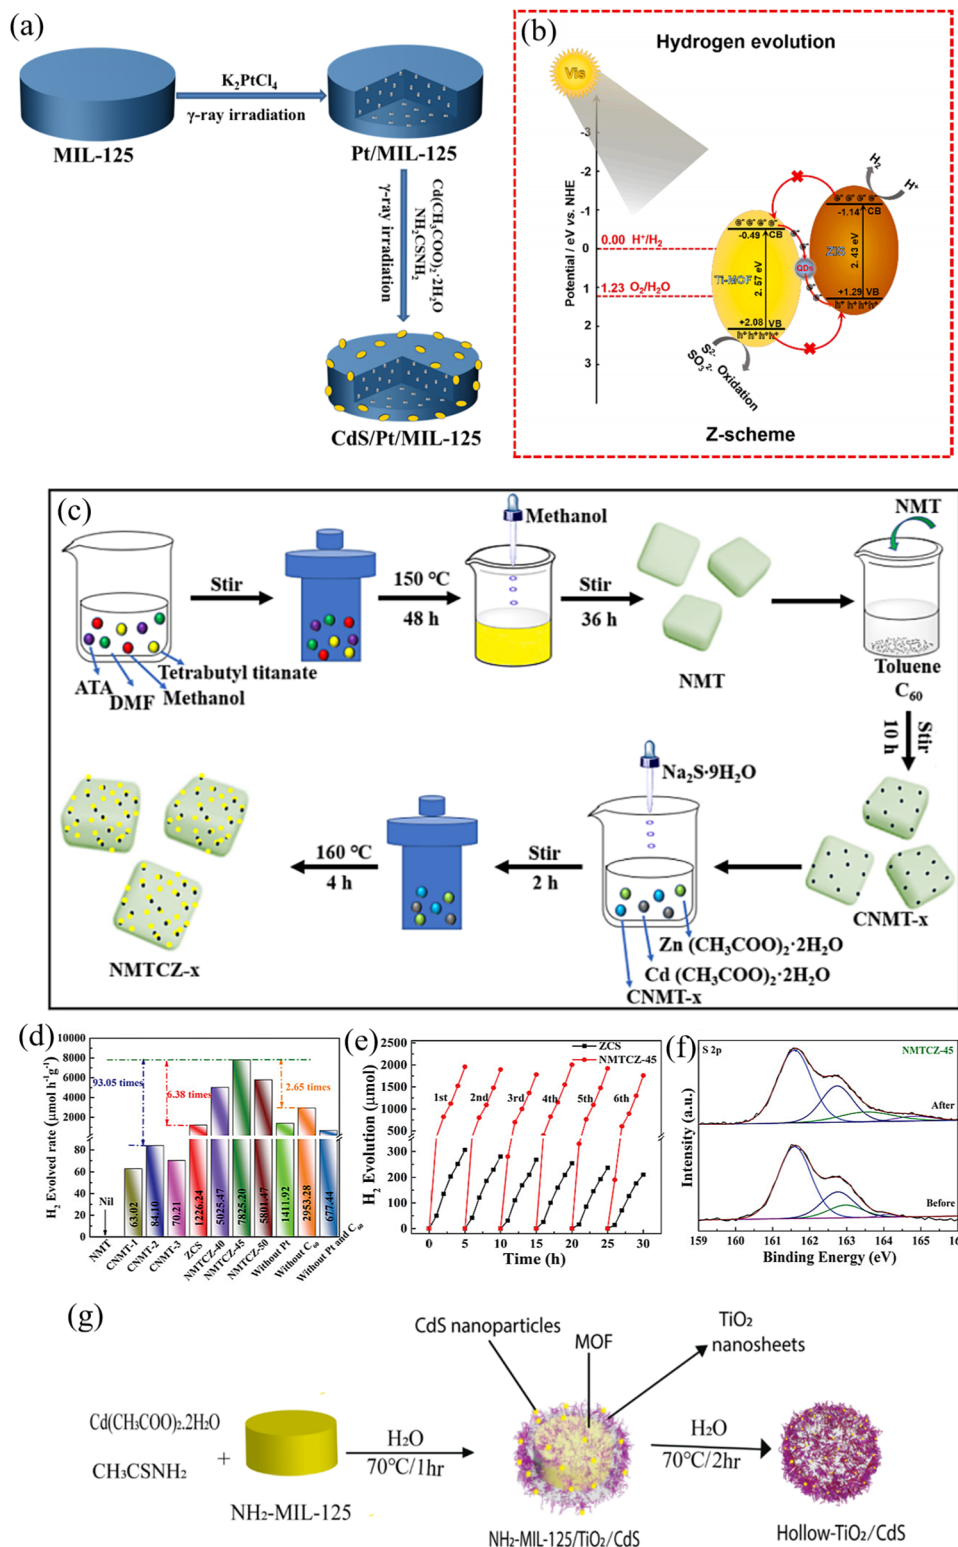 (a)
K₂PtCl₄
γ-ray irradiation
MIL-125
Pt/MIL-125
Cd(CH₃COO)₂·2H₂O
NH₂CSNH₂
γ-ray irradiation
CdS/Pt/MIL-125
(b)
Hydrogen evolution
Vis
Potential / eV vs. NHE
-3
-2
-1
0
1
2
3
0.00 H⁺/H₂
1.23 O₂/H₂O
H₂
H⁺
e⁻ e⁻ e⁻ e⁻
-1.14 CB
ZIS
2. 43 eV
+1.29 VB
h⁺ h⁺ h⁺ h⁺
e⁻ e⁻ e⁻ e⁻
-0.49 CB
Ti-MOF
2. 57 eV
QDs
+2.08 VB
h⁺ h⁺ h⁺ h⁺
S²⁻
SO₃²⁻ Oxidation
Z-scheme
(c)
Stir
150 °C
48 h
Methanol
Stir
36 h
NMT
NMT
Tetrabutyl titanate
Methanol
DMF
ATA
Toluene
C₆₀
Stir
10 h
CNMT-x
Na₂S·9H₂O
Stir
2 h
160 °C
4 h
NMTCZ-x
Zn (CH₃COO)₂·2H₂O
Cd (CH₃COO)₂·2H₂O
CNMT-x
(d)
H₂ Evolved rate (μmol h⁻¹g⁻¹)
10000
8000
6000
4000
2000
80
60
40
20
0
93.05 times
6.38 times
2.65 times
Nil
63.02
84.10
70.21
1226.24
5025.47
7825.20
5801.47
1411.92
2953.28
677.44
NMT
CNMT-1
CNMT-2
CNMT-3
ZCS
NMTCZ-40
NMTCZ-45
NMTCZ-50
Without Pt
Without C₆₀
Without Pt and C₆₀
(e)
H₂ Evolution (μmol)
2500
2000
1500
1000
500
300
200
100
0
ZCS
NMTCZ-45
1st
2nd
3rd
4th
5th
6th
0 5 10 15 20 25 30
Time (h)
(f)
S 2p
NMTCZ-45
After
Before
Intensity (a.u.)
159 160 161 162 163 164 165 16
Binding Energy (eV)
(g)
CdS nanoparticles
MOF
TiO₂
nanosheets
Cd(CH3COO)₂.2H₂O
+
CH3CSNH₂
NH₂-MIL-125
H₂O
70°C/1hr
NH₂-MIL-125/TiO₂/CdS
H₂O
70°C/2hr
Hollow-TiO₂/CdS